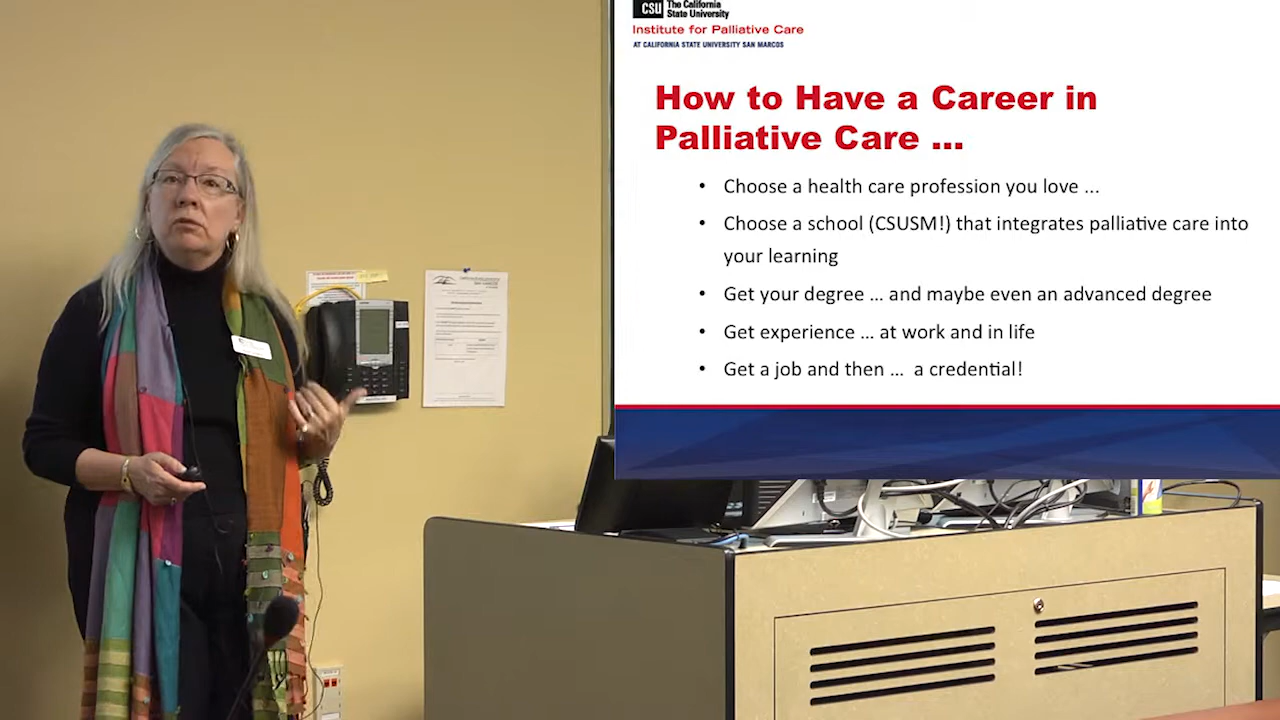 CSU The California
State University
Institute for Palliative Care
AT CALIFORNIA STATE UNIVERSITY SAN MARCOS
How to Have a Career in
Palliative Care ...
• Choose a health care profession you love ...
• Choose a school (CSUSM!) that integrates palliative care into
your learning
• Get your degree ... and maybe even an advanced degree
• Get experience ... at work and in life
• Get a job and then ... a credential!